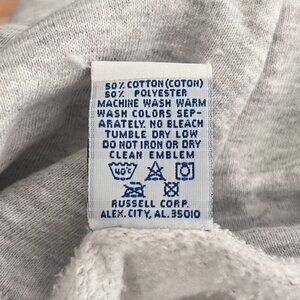 50% COTTON(COTON)
50% POLYESTER
MACHINE WASH WARM
WASH COLORS SEP-
ARATELY. NO BLEACH
TUMBLE DRY LOW
DO NOT IRON OR DRY
CLEAN EMBLEM
40°C
RUSSELL CORP.
ALEX. CITY, AL. 35010